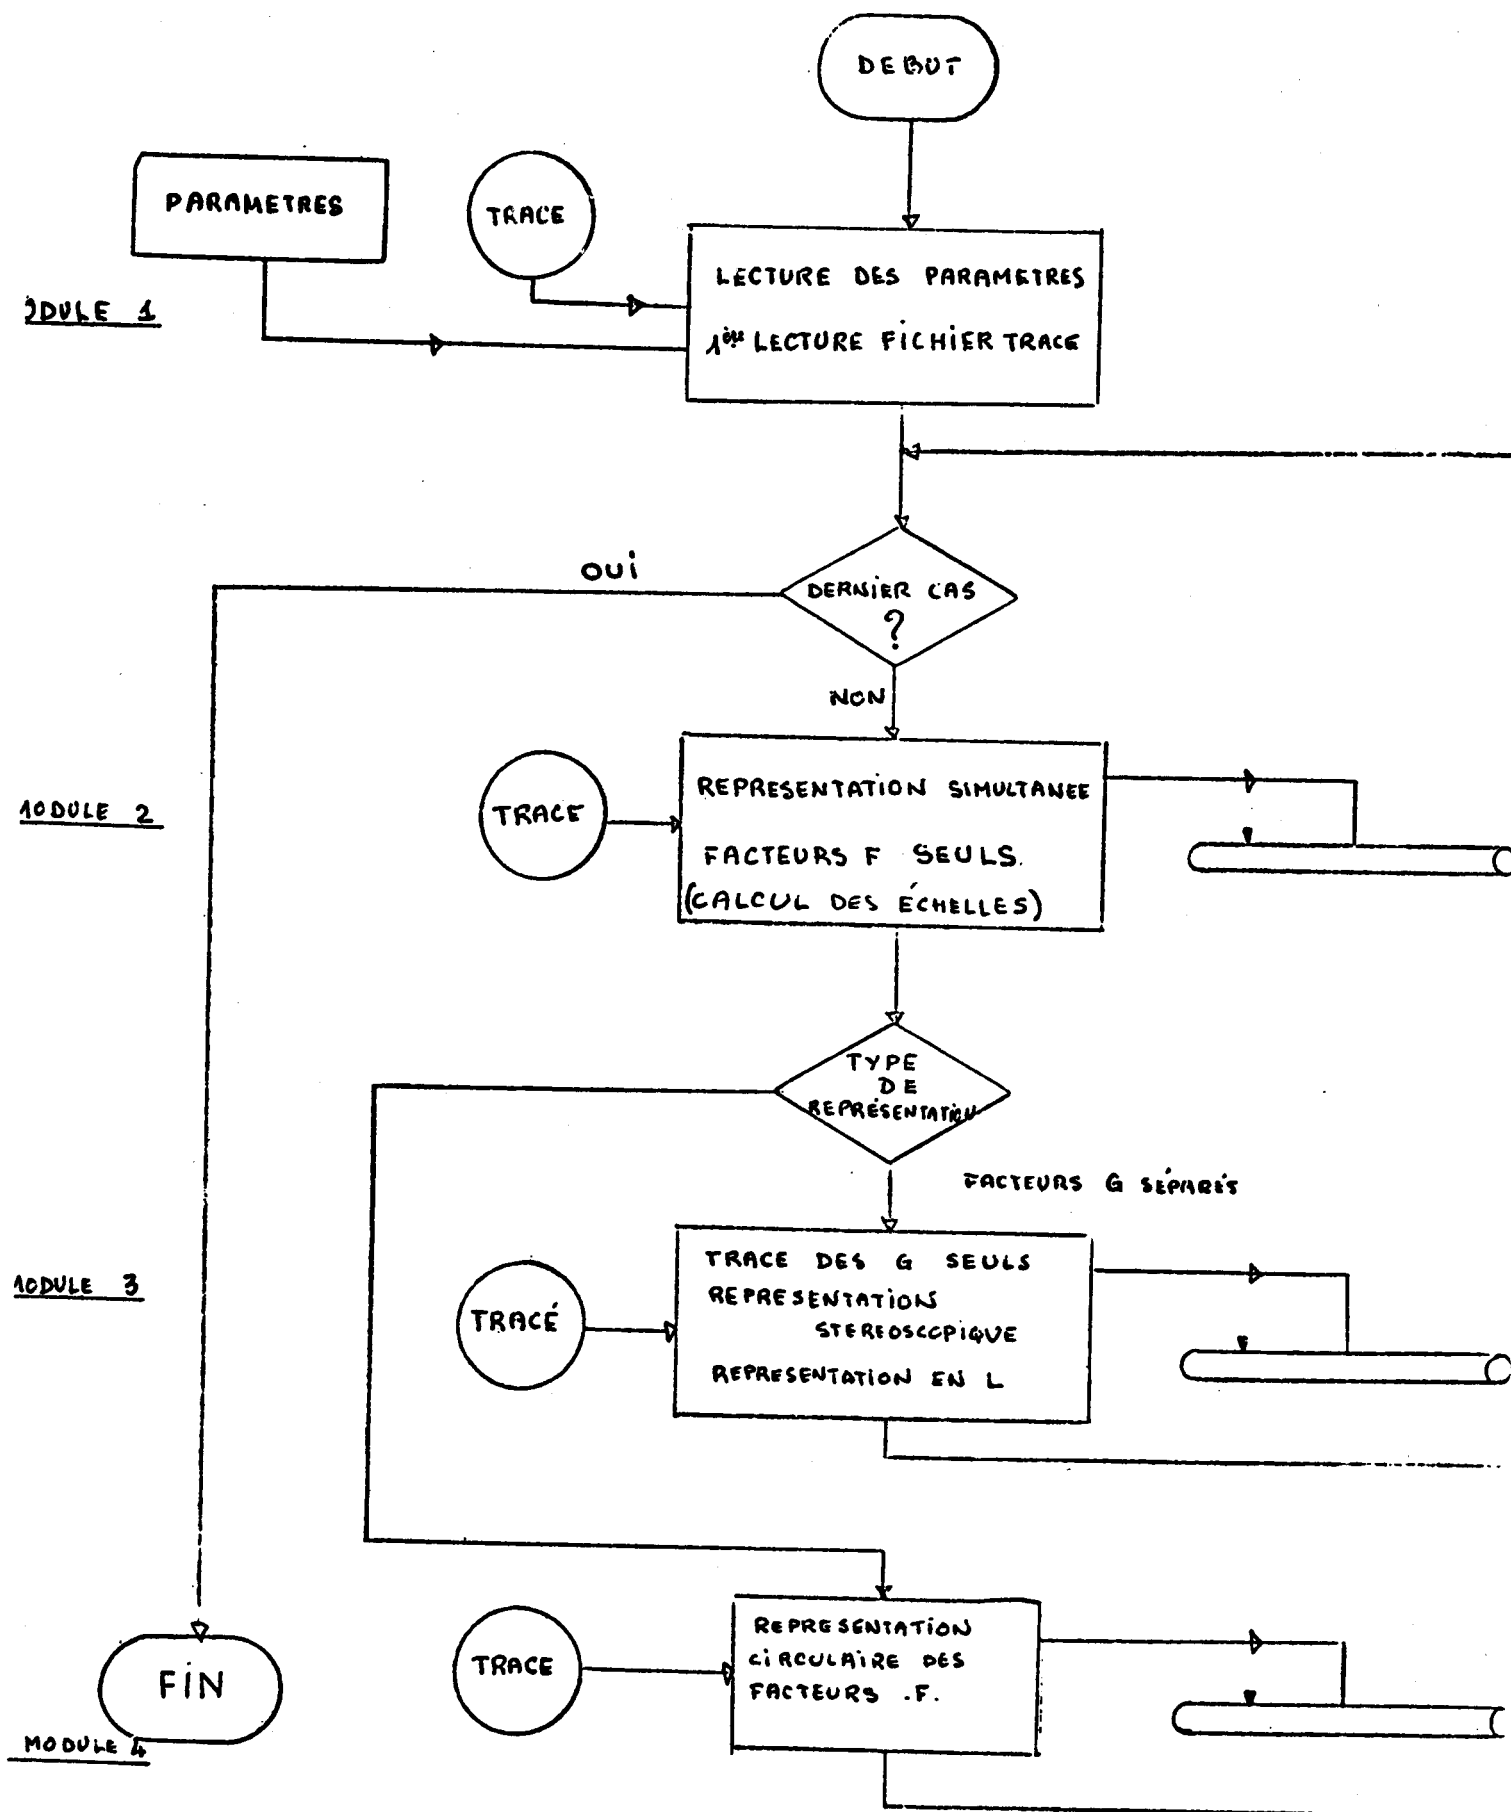 DEBUT
PARAMETRES
TRACE
LECTURE DES PARAMETRES
1ère LECTURE FICHIER TRACE
ODULE 1
OUI
DERNIER CAS
?
NON
MODULE 2
TRACE
REPRESENTATION SIMULTANEE
FACTEURS F SEULS.
(CALCUL DES ÉCHELLES)
TYPE
DE
REPRÉSENTATION
FACTEURS G SÉPARÉS
MODULE 3
TRACÉ
TRACE DES G SEULS
REPRESENTATION
STEREOSCOPIQUE
REPRESENTATION EN L
FIN
TRACE
REPRESENTATION
CIRCULAIRE DES
FACTEURS .F.
MODULE 4